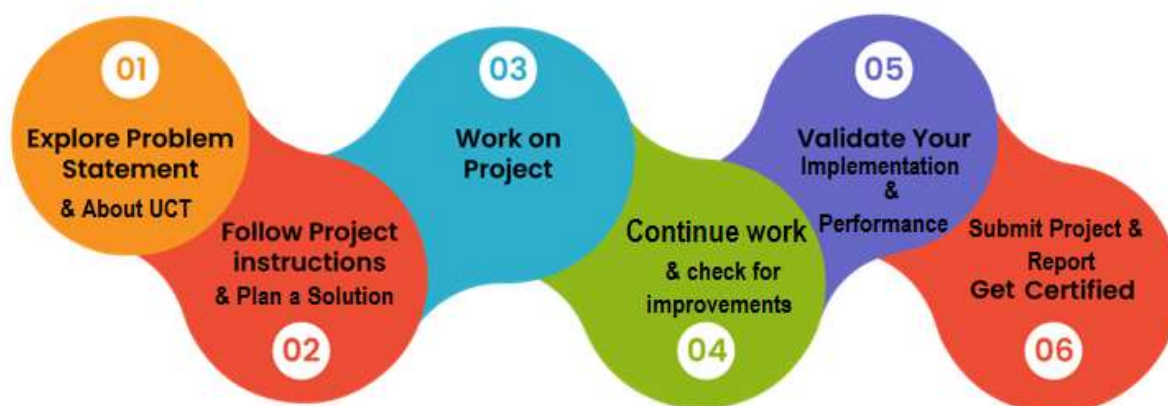 01
Explore Problem
Statement
& About UCT
Follow Project
instructions
& Plan a Solution
02
03
Work on
Project
Continue work
& check for
improvements
04
05
Validate Your
Implementation
&
Performance
Submit Project &
Report
Get Certified
06